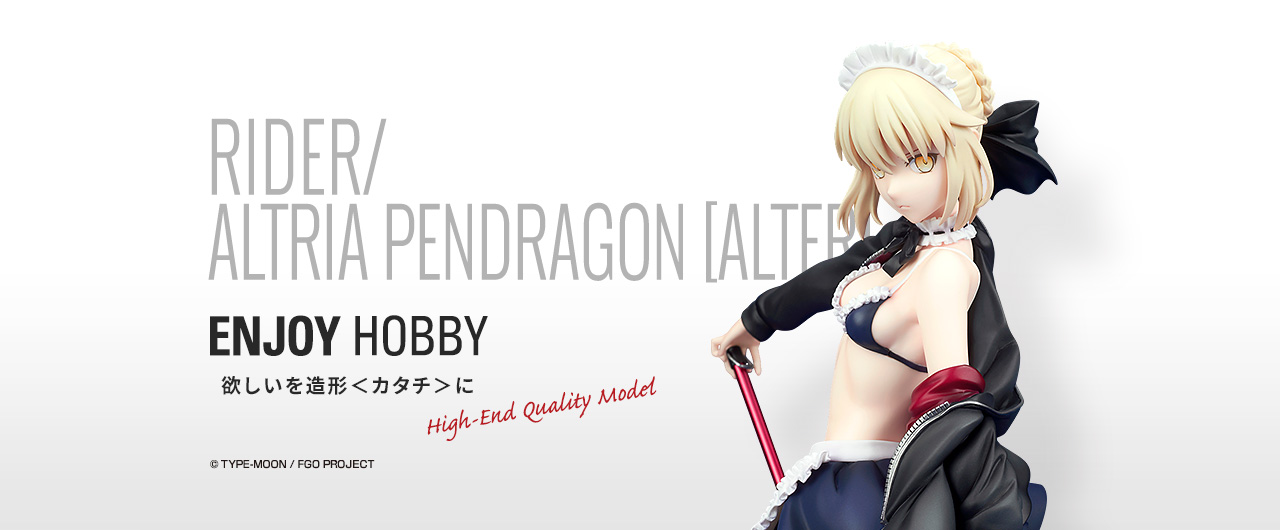 RIDER/
ALTRIA PENDRAGON [ALTER
ENJOY HOBBY
欲しいを造形＜カタチ＞に
High-End Quality Model
© TYPE-MOON / FGO PROJECT